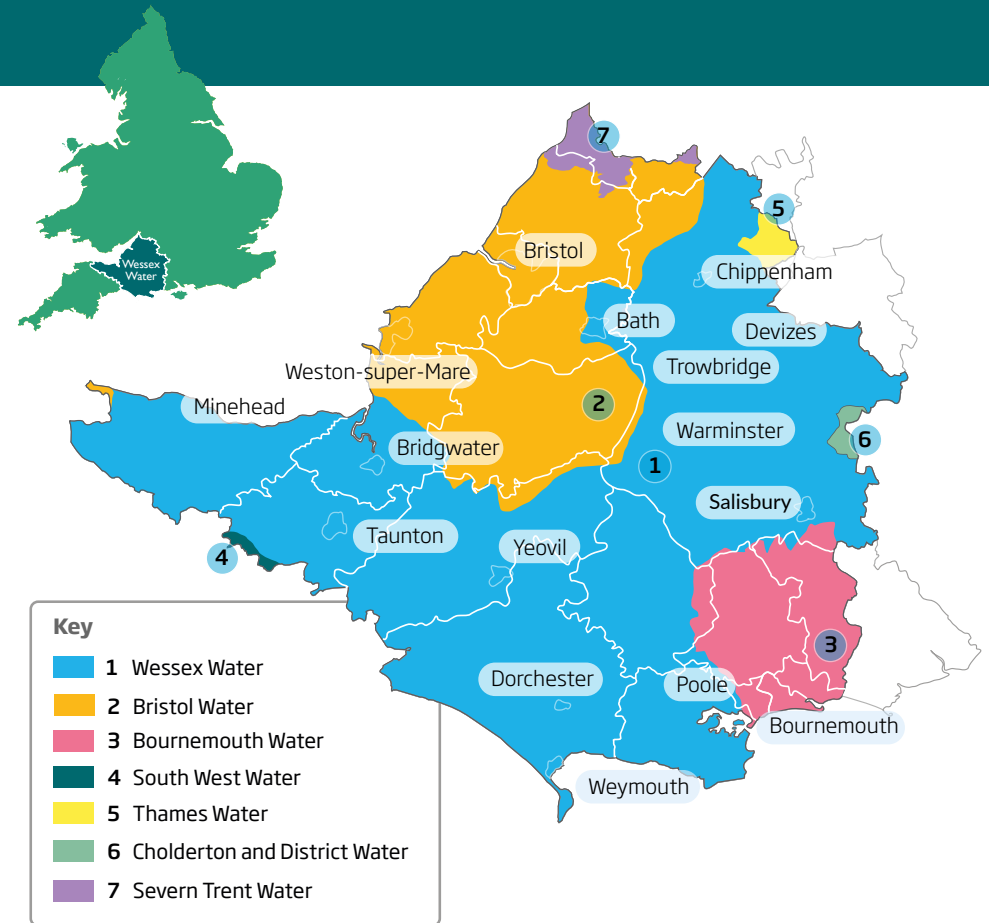 Wessex
Water
7
5
Bristol
Chippenham
Bath
Devizes
Weston-super-Mare
Trowbridge
Minehead
2
Warminster
6
Bridgwater
1
Salisbury
Taunton
Yeovil
4
3
Dorchester
Poole
Bournemouth
Weymouth
Key
1 Wessex Water
2 Bristol Water
3 Bournemouth Water
4 South West Water
5 Thames Water
6 Cholderton and District Water
7 Severn Trent Water